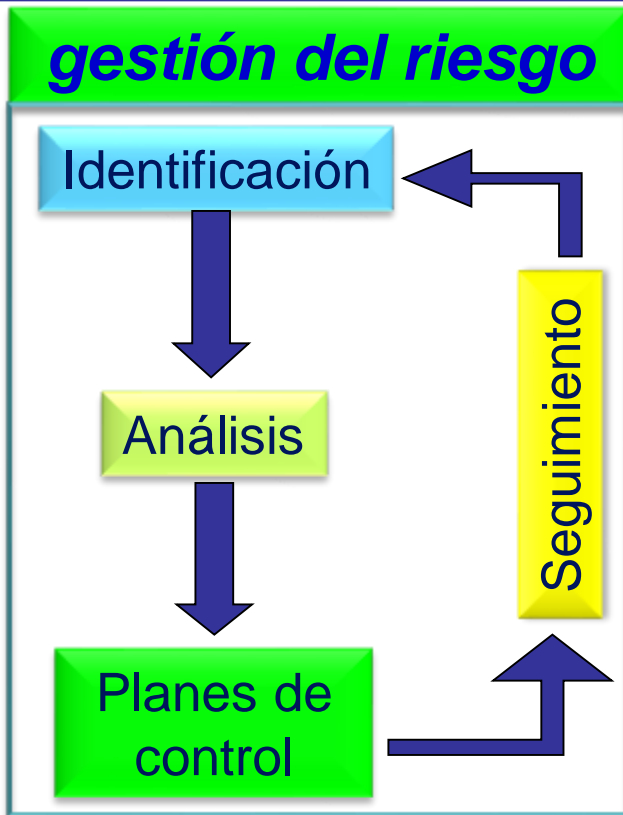 gestión del riesgo
Identificación
Análisis
Planes de
control
Seguimiento